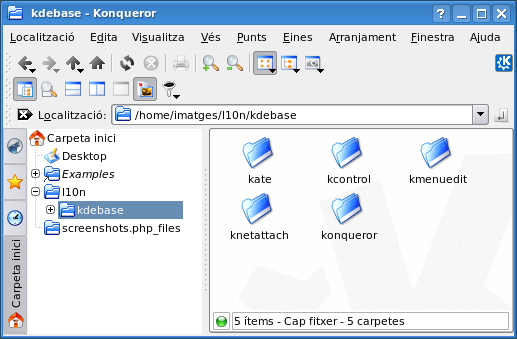 kdebase - Konqueror
Localització Edita Visualitza Vés Punts Eines Arranjament Finestra Ajuda
Localització: /home/imatges/l10n/kdebase
Carpeta inici
Carpeta inici
Desktop
Examples
l10n
kdebase
screenshots.php_files
kate kcontrol kmenuedit
knetattach konqueror
5 ítems - Cap fitxer - 5 carpetes